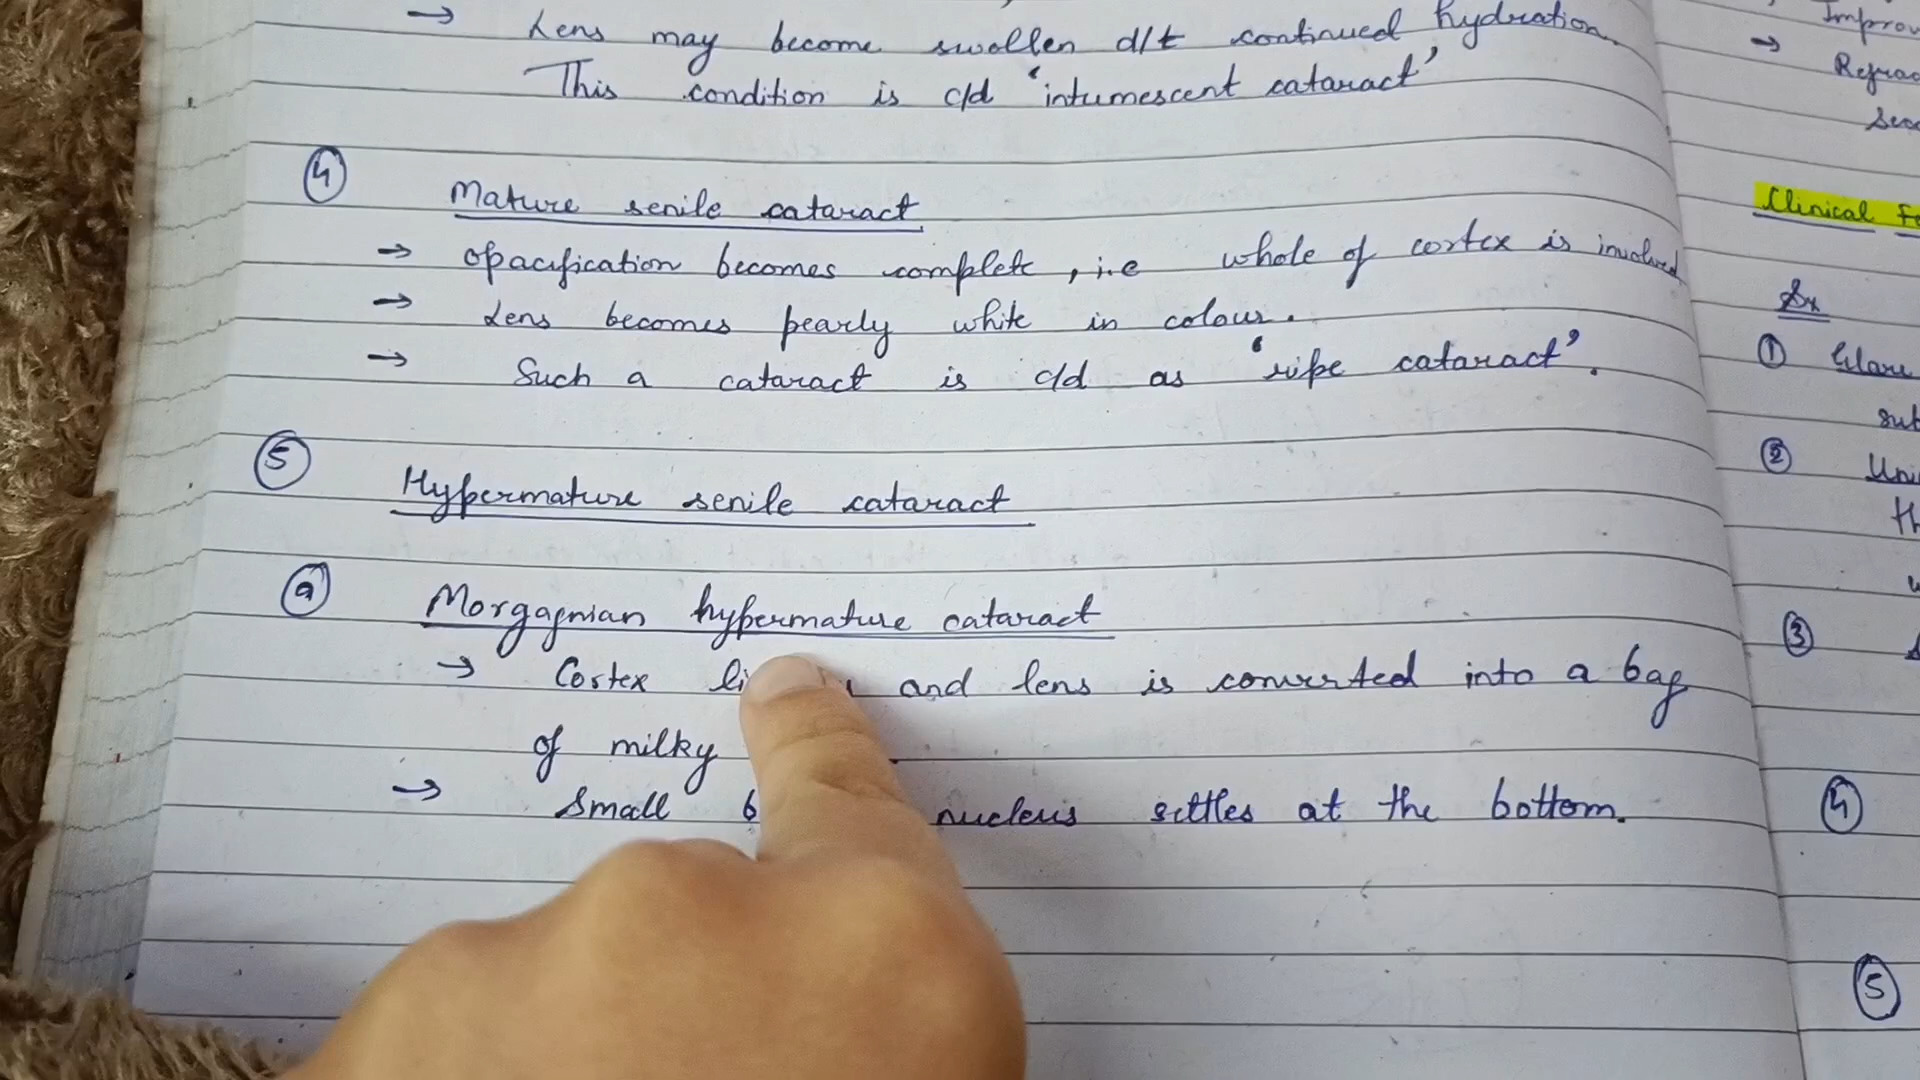 → Lens may become swollen d/t continued hydration.
This condition is c/d 'intumescent cataract'
④ Mature senile cataract
→ opacification becomes complete, i.e whole of cortex is involved
→ Lens becomes pearly white in colour.
→ Such a cataract is c/d as 'ripe cataract'.
⑤ Hypermature senile cataract
ⓐ Morgagnian hypermature cataract
→ Cortex and lens is converted into a bag
of milky
→ Small nucleus settles at the bottom.
→
Clinical
Sx
① Glare
②
③
④
⑤